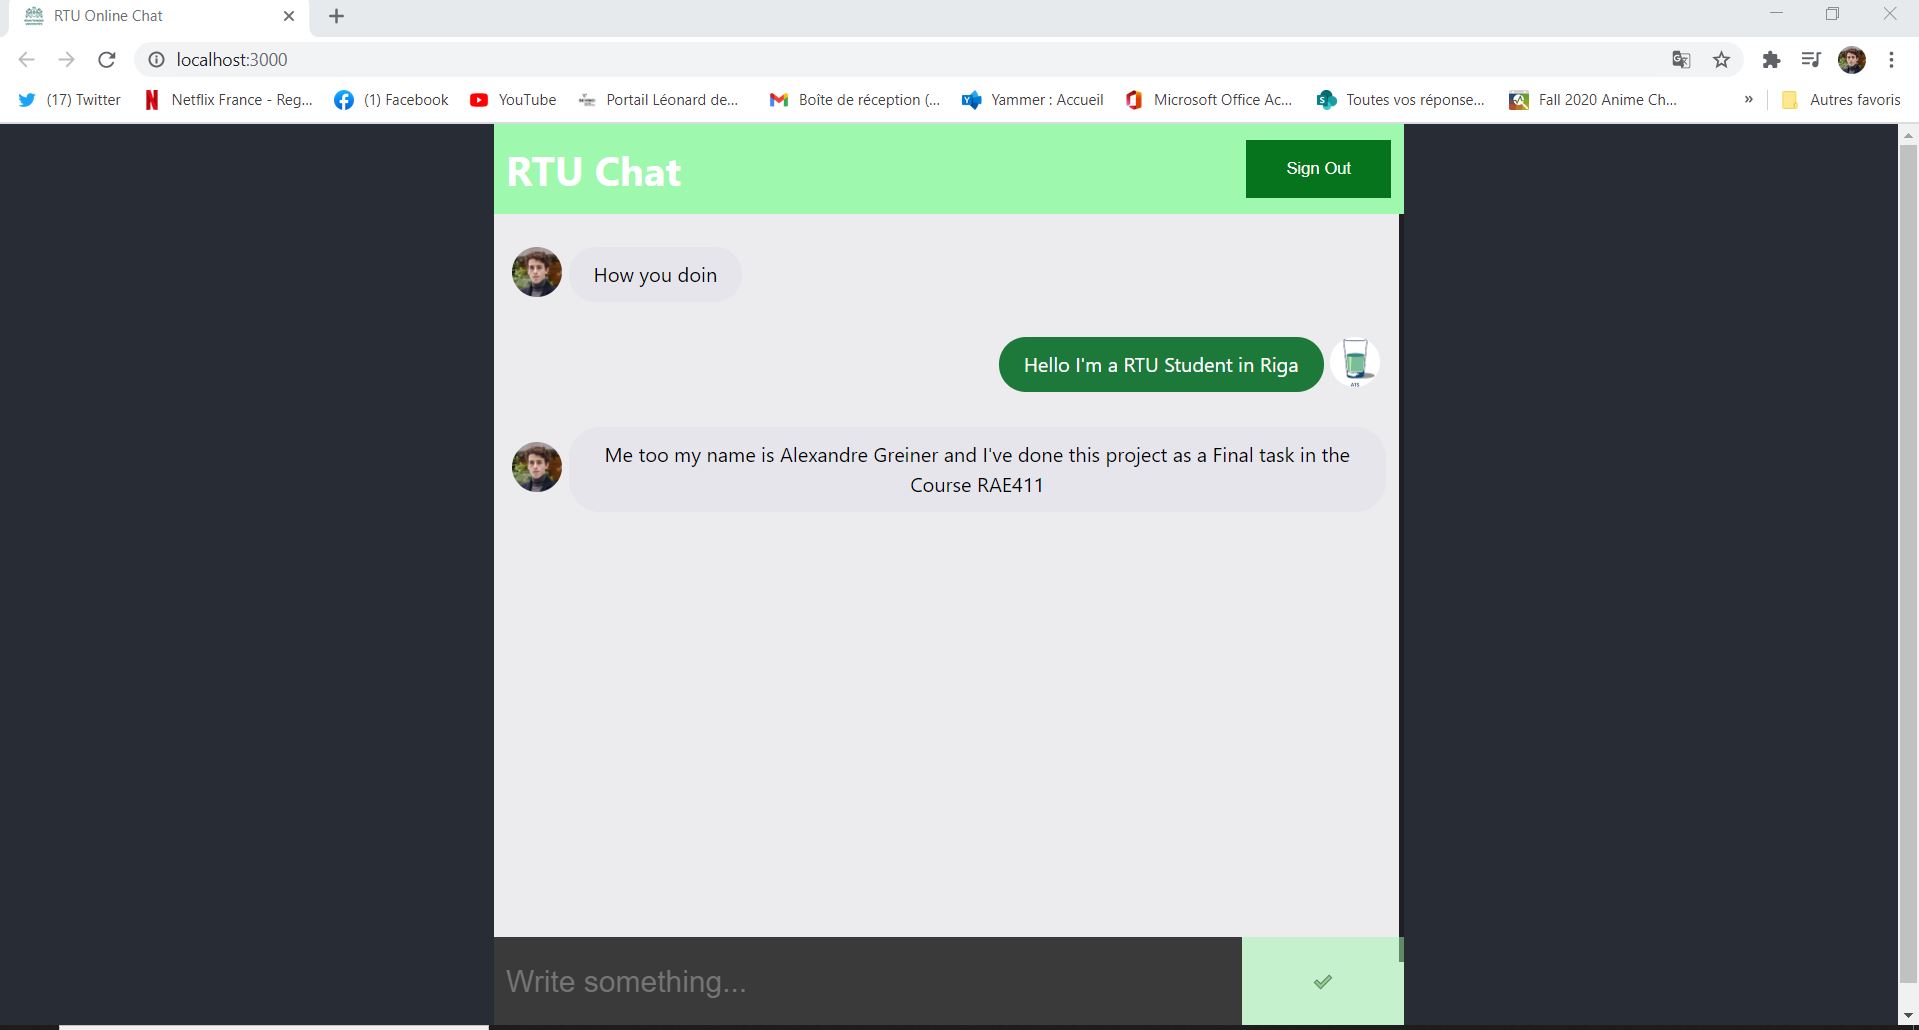 RTU Online Chat
localhost:3000
(17) Twitter
Netflix France - Reg...
(1) Facebook
YouTube
Portail Léonard de...
Boîte de réception (...
Yammer : Accueil
Microsoft Office Ac...
Toutes vos réponse...
Fall 2020 Anime Ch...
»
Autres favoris
RTU Chat
Sign Out
How you doin
Hello I'm a RTU Student in Riga
Me too my name is Alexandre Greiner and I've done this project as a Final task in the
Course RAE411
Write something...